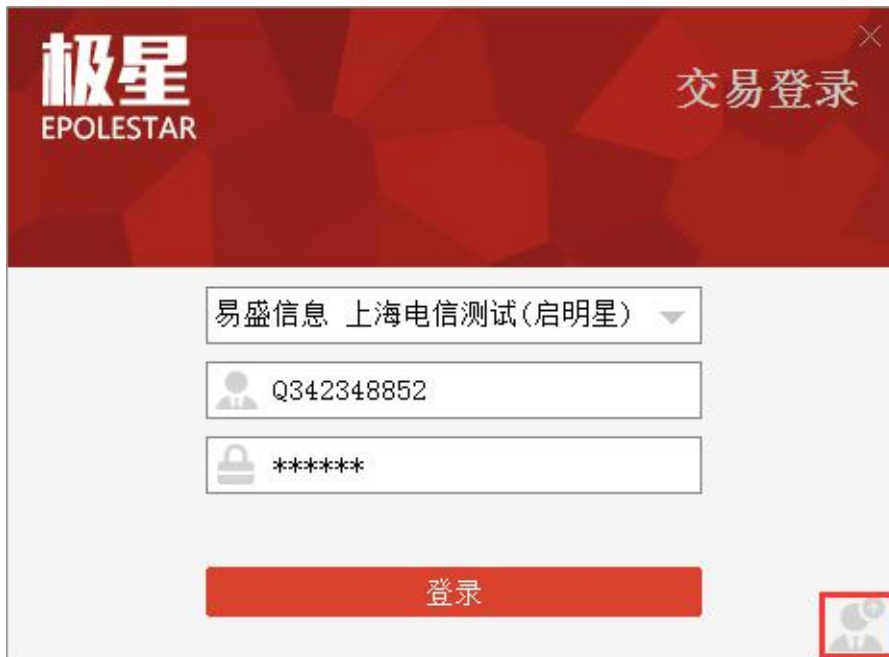 极星
EPOLESTAR
交易登录
易盛信息 上海电信测试(启明星)
Q342348852
******
登录